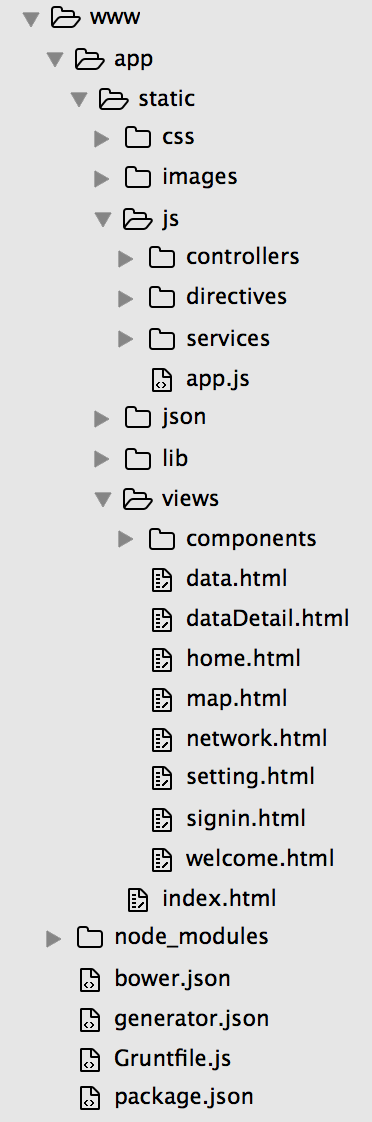 www
app
static
css
images
js
controllers
directives
services
app.js
json
lib
views
components
data.html
dataDetail.html
home.html
map.html
network.html
setting.html
signin.html
welcome.html
index.html
node_modules
bower.json
generator.json
Gruntfile.js
package.json